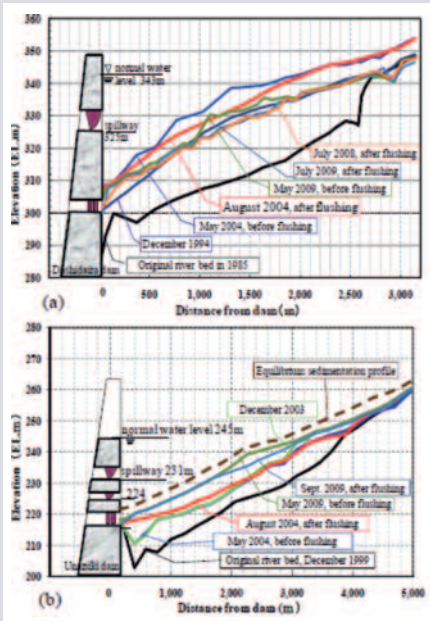 (a)
Elevation (EL.m)
360
350
340
330
320
310
300
290
280
normal water
level 343m
spillway
325m
July 2008, after flushing
July 2009, after flushing
May 2009, before flushing
August 2004, after flushing
May 2004, before flushing
December 1994
Original river bed in 1985
Dashidaira dam
0
500
1,000
1,500
2,000
2,500
3,000
Distance from dam (m)
(b)
Elevation (EL.m)
280
270
260
250
240
230
220
210
200
Equilibrium sedimentation profile
December 2003
normal water level 245m
spillway 231m
224
Sept. 2009, after flushing
May 2009, before flushing
August 2004, after flushing
May 2004, before flushing
Original river bed, December 1999
dam
0
1,000
2,000
3,000
4,000
5,000
Distance from dam (m)